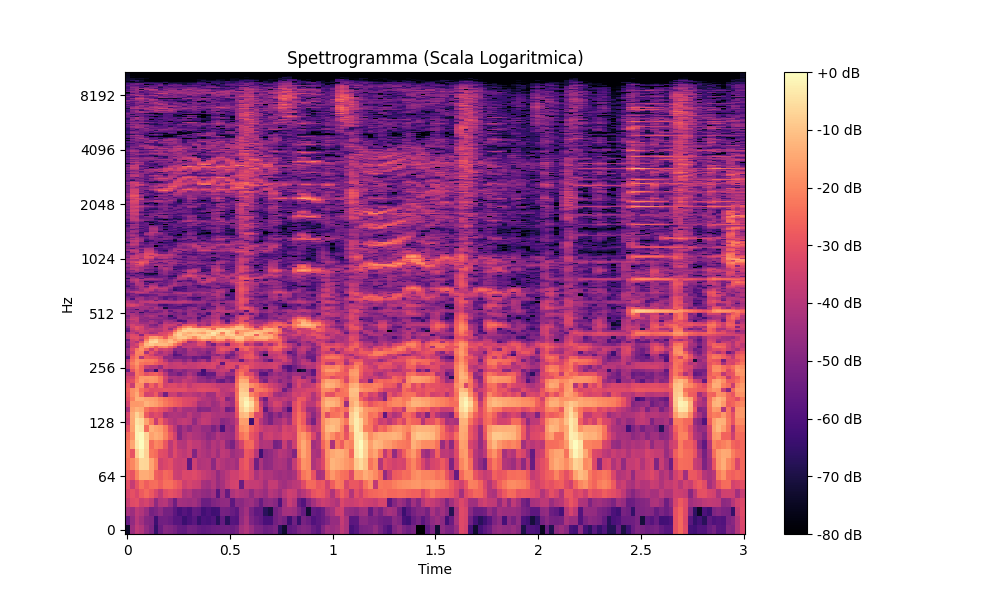 Spettrogramma (Scala Logaritmica)
Hz
8192
4096
2048
1024
512
256
128
64
0
0
0.5
1
1.5
2
2.5
3
Time
+0 dB
-10 dB
-20 dB
-30 dB
-40 dB
-50 dB
-60 dB
-70 dB
-80 dB